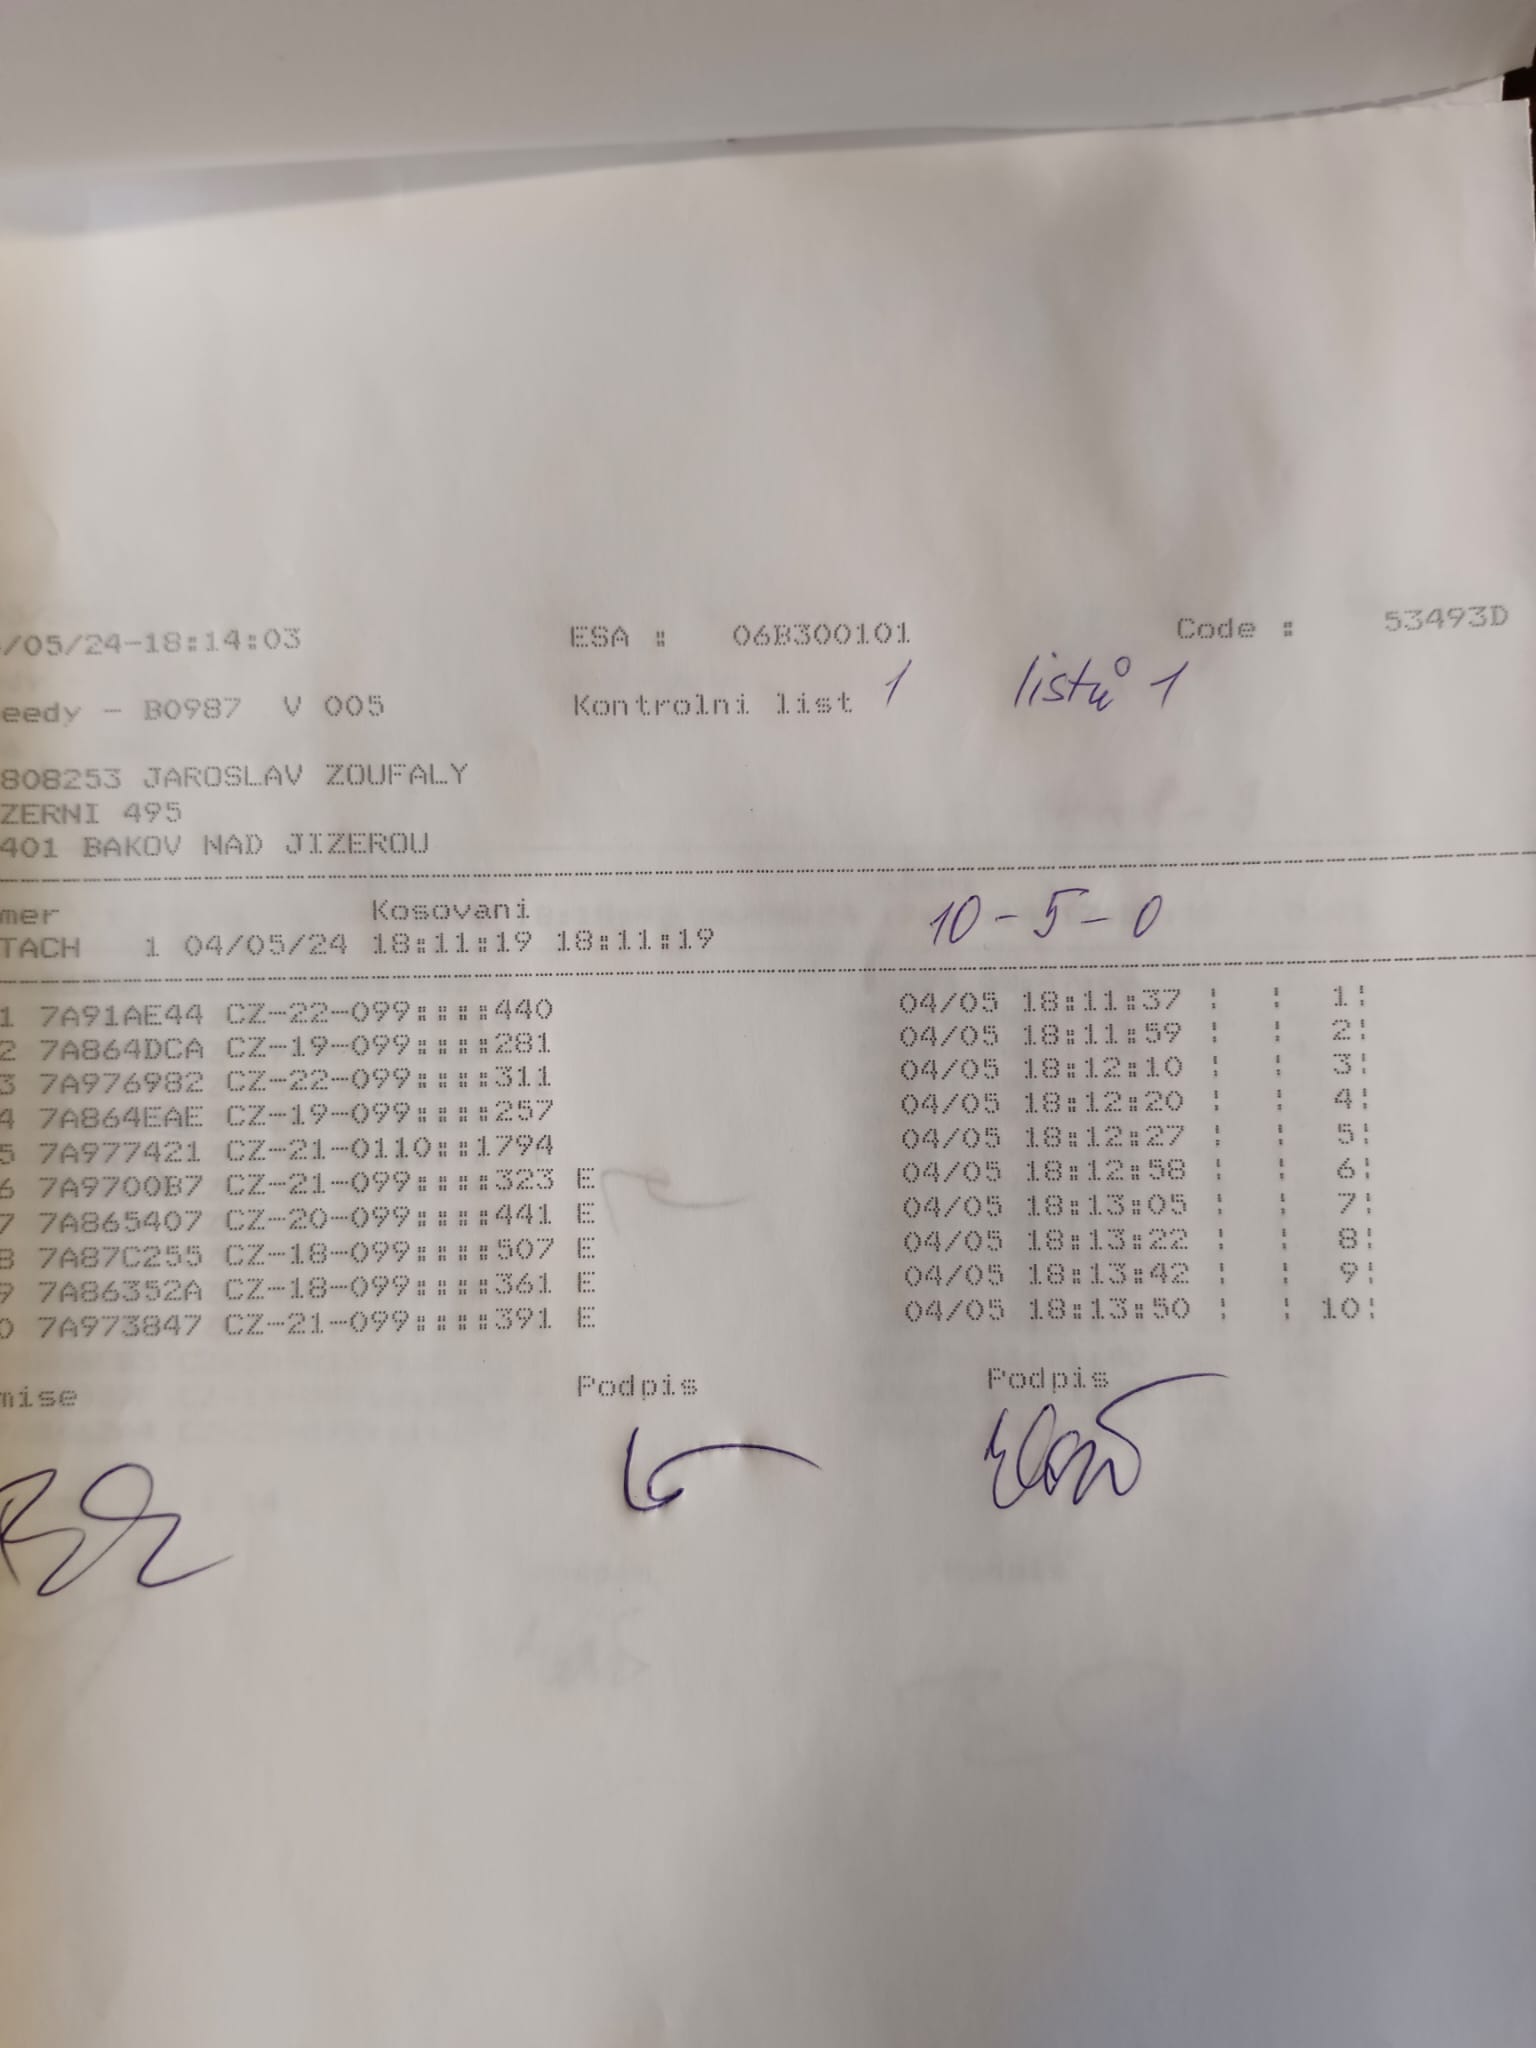 /05/24-18:14:03 ESA : 06B300101 Code : 53493D
eedy - B0987 V 005 Kontrolni list 1 listů 1
808253 JAROSLAV ZOUFALY
ZERNI 495
401 BAKOV NAD JIZEROU
mer Kosovani 10-5-0
TACH 1 04/05/24 18:11:19 18:11:19
1 7A91AE44 CZ-22-099::::440 04/05 18:11:37 : : 1:
2 7A864DCA CZ-19-099::::281 04/05 18:11:59 : : 2:
3 7A976982 CZ-22-099::::311 04/05 18:12:10 : : 3:
4 7A864EAE CZ-19-099::::257 04/05 18:12:20 : : 4:
5 7A977421 CZ-21-0110::1794 04/05 18:12:27 : : 5:
6 7A9700B7 CZ-21-099::::323 E 04/05 18:12:58 : : 6:
7 7A865407 CZ-20-099::::441 E 04/05 18:13:05 : : 7:
8 7A87C255 CZ-18-099::::507 E 04/05 18:13:22 : : 8:
9 7A86352A CZ-18-099::::361 E 04/05 18:13:42 : : 9:
0 7A973847 CZ-21-099::::391 E 04/05 18:13:50 : : 10:
mise Podpis Podpis